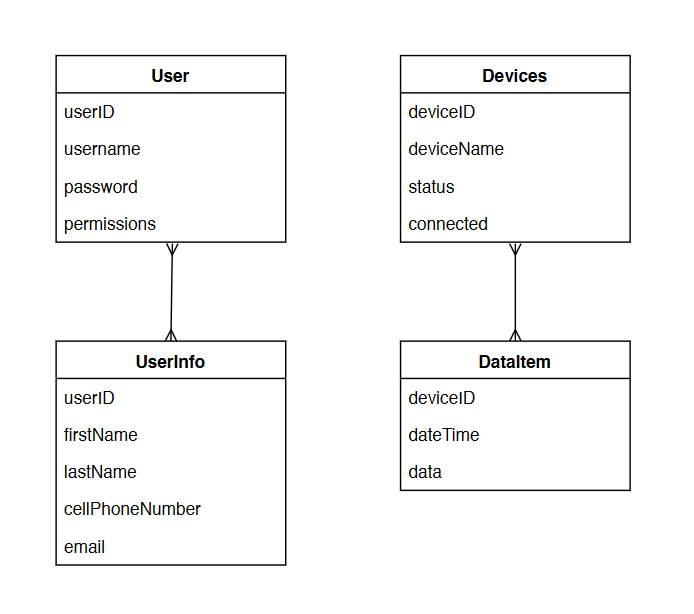 User
userID
username
password
permissions
Devices
deviceID
deviceName
status
connected
UserInfo
userID
firstName
lastName
cellPhoneNumber
email
DataItem
deviceID
dateTime
data